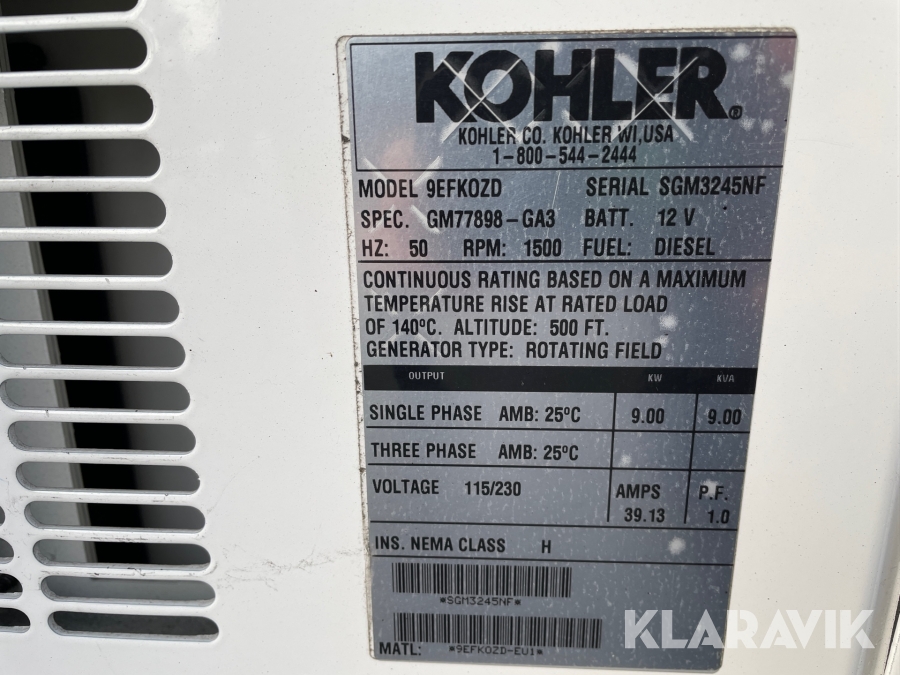 KOHLER®
KOHLER CO. KOHLER WI,USA
1-800-544-2444
MODEL 9EFKOZD SERIAL SGM3245NF
SPEC. GM77898-GA3 BATT. 12 V
HZ: 50 RPM: 1500 FUEL: DIESEL
CONTINUOUS RATING BASED ON A MAXIMUM
TEMPERATURE RISE AT RATED LOAD
OF 140ºC. ALTITUDE: 500 FT.
GENERATOR TYPE: ROTATING FIELD
OUTPUT KW KVA
SINGLE PHASE AMB: 25ºC 9.00 9.00
THREE PHASE AMB: 25ºC
VOLTAGE 115/230 AMPS P.F.
39.13 1.0
INS. NEMA CLASS H
*SGM3245NF*
MATL: *9EFKOZD-EU1*
KLARAVIK